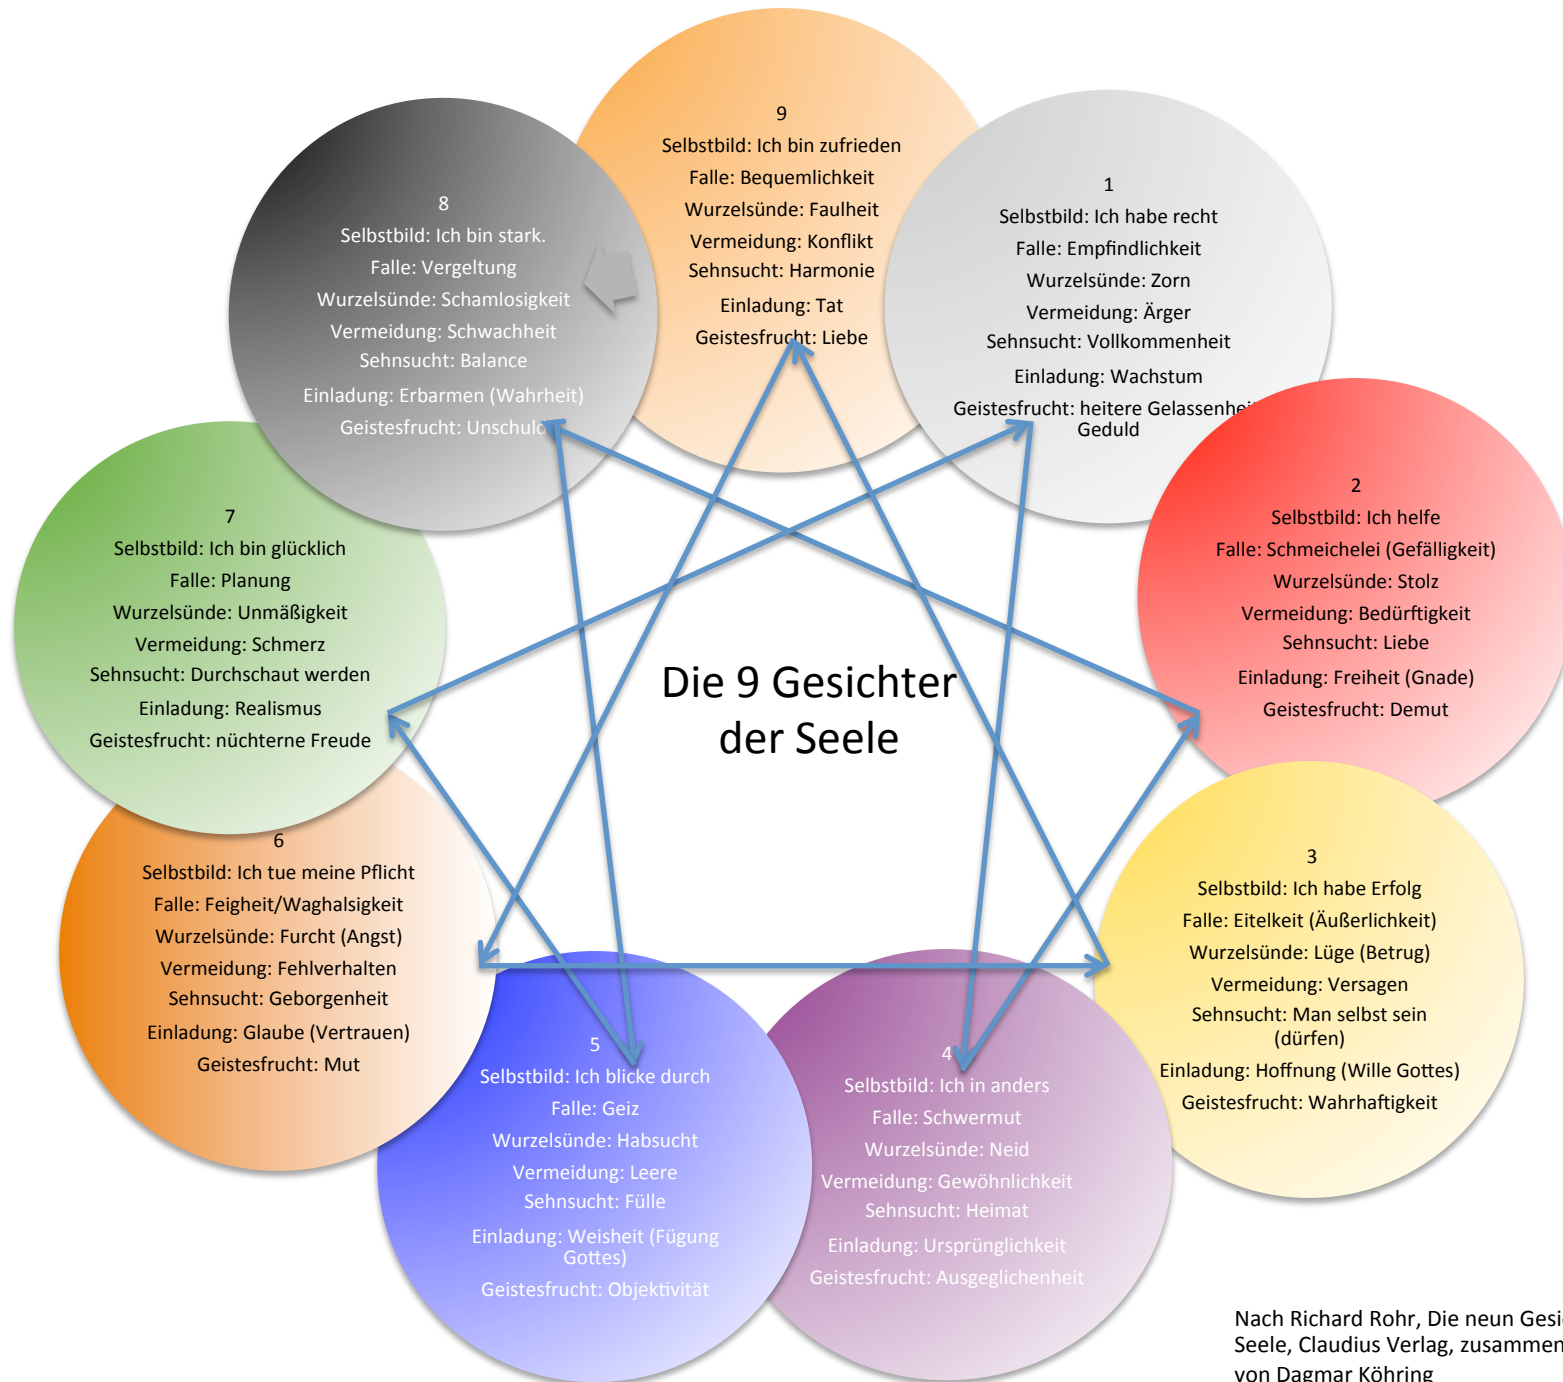 9
Selbstbild: Ich bin zufrieden
Falle: Bequemlichkeit
Wurzelsünde: Faulheit
Vermeidung: Konflikt
Sehnsucht: Harmonie
Einladung: Tat
Geistesfrucht: Liebe
1
Selbstbild: Ich habe recht
Falle: Empfindlichkeit
Wurzelsünde: Zorn
Vermeidung: Ärger
Sehnsucht: Vollkommenheit
Einladung: Wachstum
Geistesfrucht: heitere Gelassenheit
Geduld
2
Selbstbild: Ich helfe
Falle: Schmeichelei (Gefälligkeit)
Wurzelsünde: Stolz
Vermeidung: Bedürftigkeit
Sehnsucht: Liebe
Einladung: Freiheit (Gnade)
Geistesfrucht: Demut
3
Selbstbild: Ich habe Erfolg
Falle: Eitelkeit (Äußerlichkeit)
Wurzelsünde: Lüge (Betrug)
Vermeidung: Versagen
Sehnsucht: Man selbst sein
(dürfen)
Einladung: Hoffnung (Wille Gottes)
Geistesfrucht: Wahrhaftigkeit
4
Selbstbild: Ich in anders
Falle: Schwermut
Wurzelsünde: Neid
Vermeidung: Gewöhnlichkeit
Sehnsucht: Heimat
Einladung: Ursprünglichkeit
Geistesfrucht: Ausgeglichenheit
5
Selbstbild: Ich blicke durch
Falle: Geiz
Wurzelsünde: Habsucht
Vermeidung: Leere
Sehnsucht: Fülle
Einladung: Weisheit (Fügung
Gottes)
Geistesfrucht: Objektivität
6
Selbstbild: Ich tue meine Pflicht
Falle: Feigheit/Waghalsigkeit
Wurzelsünde: Furcht (Angst)
Vermeidung: Fehlverhalten
Sehnsucht: Geborgenheit
Einladung: Glaube (Vertrauen)
Geistesfrucht: Mut
7
Selbstbild: Ich bin glücklich
Falle: Planung
Wurzelsünde: Unmäßigkeit
Vermeidung: Schmerz
Sehnsucht: Durchschaut werden
Einladung: Realismus
Geistesfrucht: nüchterne Freude
8
Selbstbild: Ich bin stark.
Falle: Vergeltung
Wurzelsünde: Schamlosigkeit
Vermeidung: Schwachheit
Sehnsucht: Balance
Einladung: Erbarmen (Wahrheit)
Geistesfrucht: Unschuld
Die 9 Gesichter
der Seele
Nach Richard Rohr, Die neun
Seele, Claudius Verlag,
von Dagmar Köhring